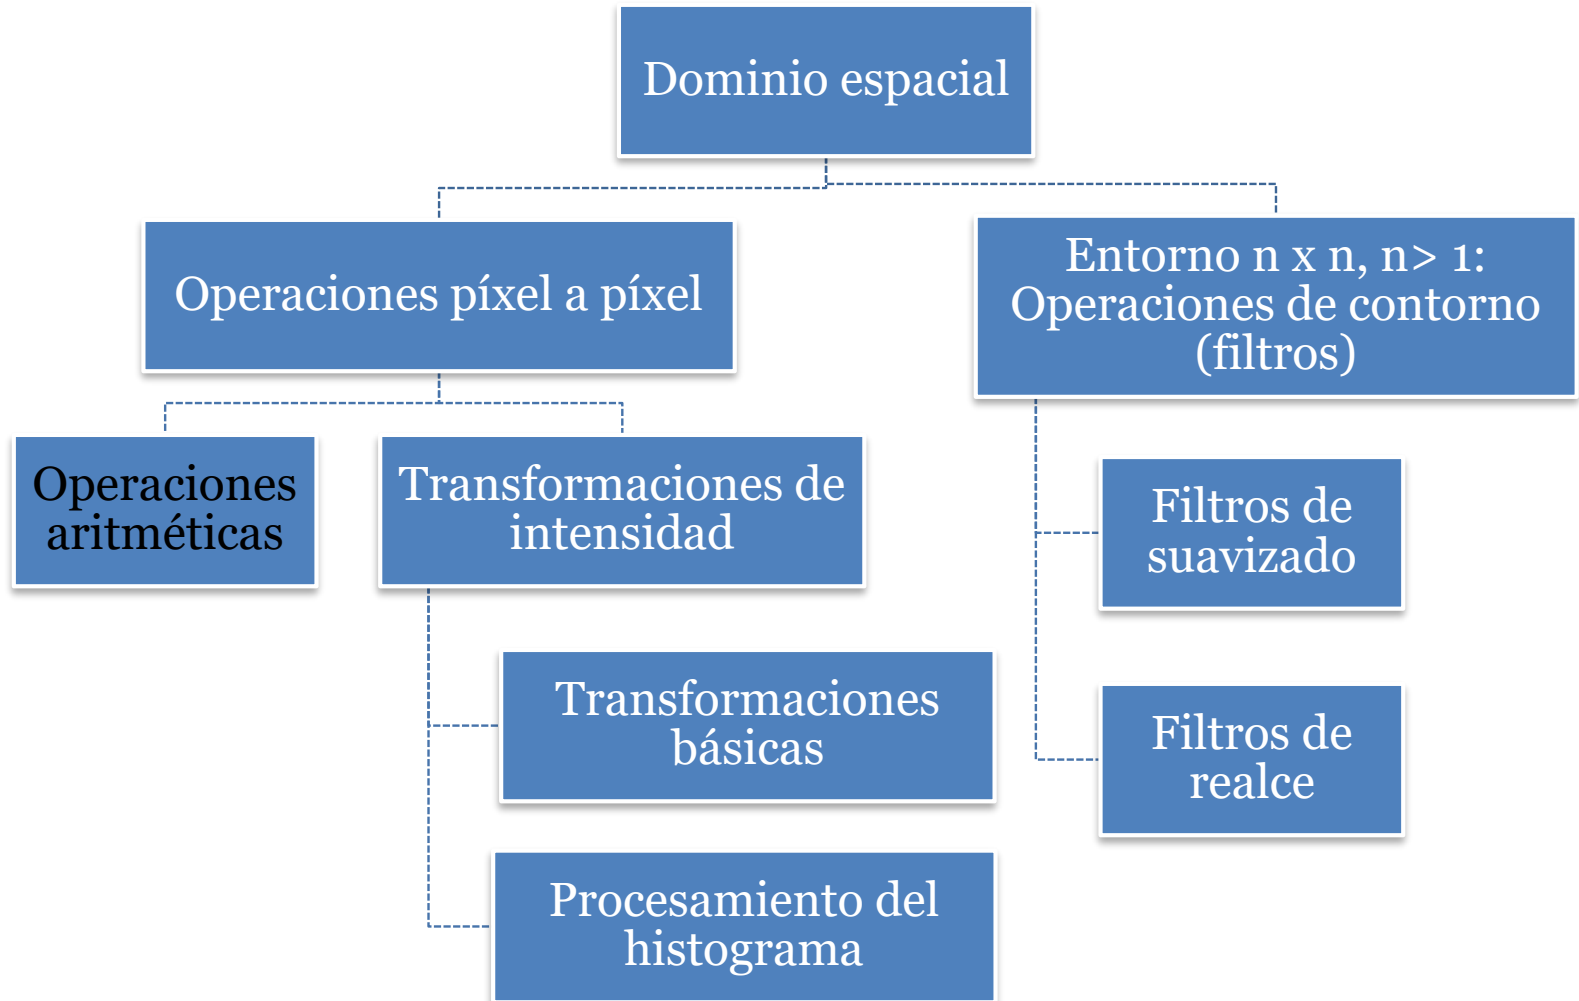 Dominio espacial
Operaciones píxel a píxel
Entorno n x n, n> 1:
Operaciones de contorno
(filtros)
Operaciones
aritméticas
Transformaciones de
intensidad
Filtros de
suavizado
Transformaciones
básicas
Filtros de
realce
Procesamiento del
histograma